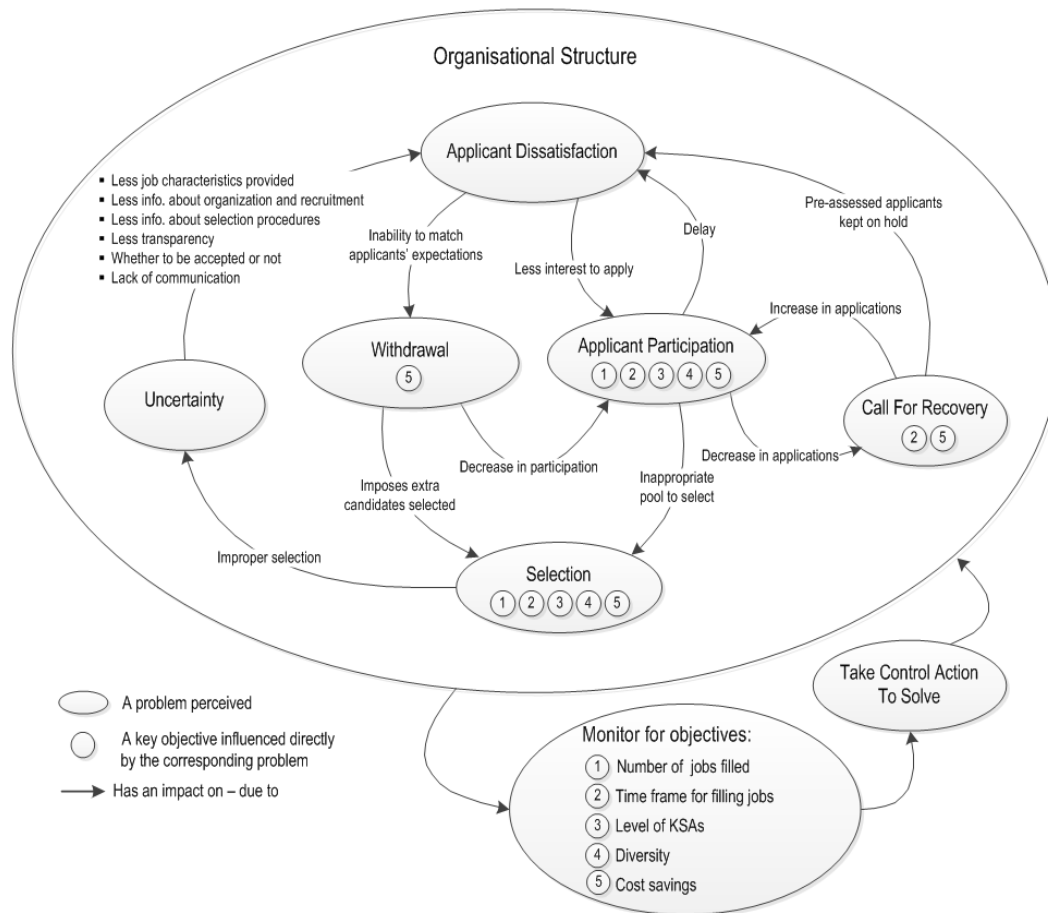 Organisational Structure
Applicant Dissatisfaction
▪ Less job characteristics provided
▪ Less info. about organization and recruitment
▪ Less info. about selection procedures
▪ Less transparency
▪ Whether to be accepted or not
▪ Lack of communication
Inability to match
applicants' expectations
Less interest to apply
Delay
Pre-assessed applicants
kept on hold
Increase in applications
Withdrawal
5
Applicant Participation
1 2 3 4 5
Uncertainty
Call For Recovery
2 5
Decrease in participation
Decrease in applications
Imposes extra
candidates selected
Inappropriate
pool to select
Improper selection
Selection
1 2 3 4 5
Take Control Action
To Solve
A problem perceived
A key objective influenced directly
by the corresponding problem
Has an impact on – due to
Monitor for objectives:
1 Number of jobs filled
2 Time frame for filling jobs
3 Level of KSAs
4 Diversity
5 Cost savings